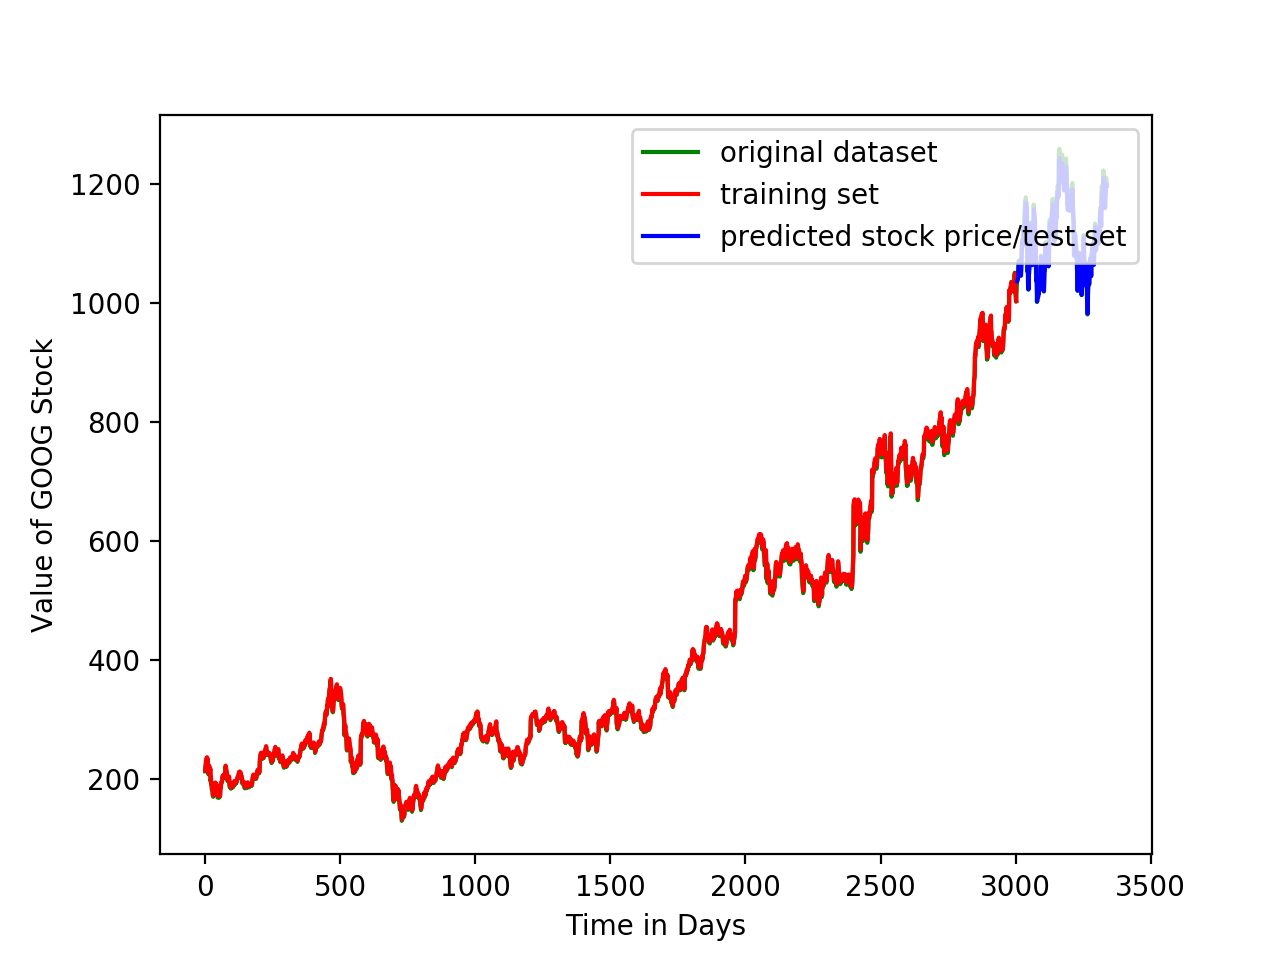 original dataset
training set
predicted stock price/test set
1200
1000
800
600
400
200
Value of GOOG Stock
0 500 1000 1500 2000 2500 3000 3500
Time in Days